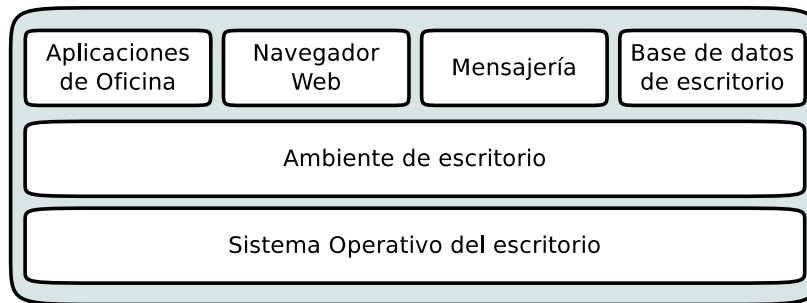 Aplicaciones
de Oficina
Navegador
Web
Mensajería
Base de datos
de escritorio
Ambiente de escritorio
Sistema Operativo del escritorio